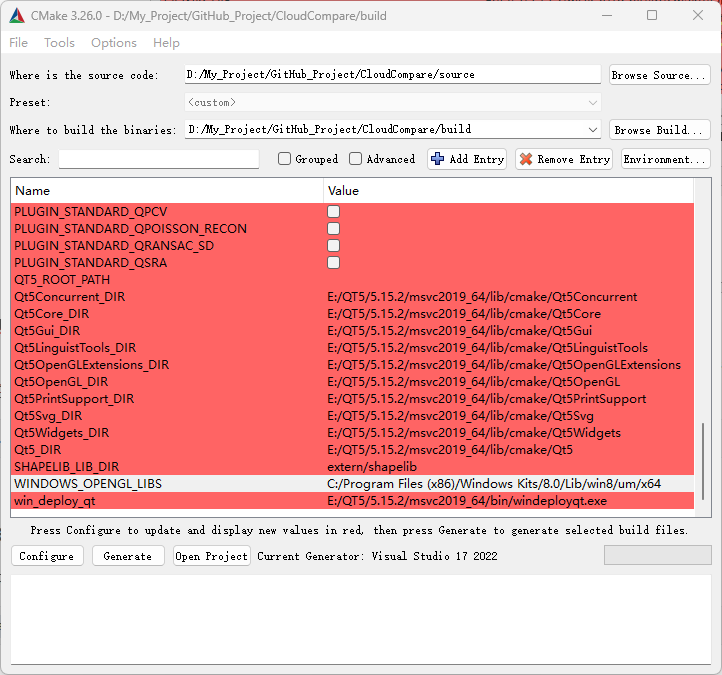 CMake 3.26.0 - D:/My_Project/GitHub_Project/CloudCompare/build
File Tools Options Help
Where is the source code: D:/My_Project/GitHub_Project/CloudCompare/source Browse Source...
Preset: <custom>
Where to build the binaries: D:/My_Project/GitHub_Project/CloudCompare/build Browse Build...
Search: Grouped Advanced Add Entry Remove Entry Environment...
Name Value
PLUGIN_STANDARD_QPCV
PLUGIN_STANDARD_QPOISSON_RECON
PLUGIN_STANDARD_QRANSAC_SD
PLUGIN_STANDARD_QSRA
QT5_ROOT_PATH
Qt5Concurrent_DIR E:/QT5/5.15.2/msvc2019_64/lib/cmake/Qt5Concurrent
Qt5Core_DIR E:/QT5/5.15.2/msvc2019_64/lib/cmake/Qt5Core
Qt5Gui_DIR E:/QT5/5.15.2/msvc2019_64/lib/cmake/Qt5Gui
Qt5LinguistTools_DIR E:/QT5/5.15.2/msvc2019_64/lib/cmake/Qt5LinguistTools
Qt5OpenGLExtensions_DIR E:/QT5/5.15.2/msvc2019_64/lib/cmake/Qt5OpenGLExtensions
Qt5OpenGL_DIR E:/QT5/5.15.2/msvc2019_64/lib/cmake/Qt5OpenGL
Qt5PrintSupport_DIR E:/QT5/5.15.2/msvc2019_64/lib/cmake/Qt5PrintSupport
Qt5Svg_DIR E:/QT5/5.15.2/msvc2019_64/lib/cmake/Qt5Svg
Qt5Widgets_DIR E:/QT5/5.15.2/msvc2019_64/lib/cmake/Qt5Widgets
Qt5_DIR E:/QT5/5.15.2/msvc2019_64/lib/cmake/Qt5
SHAPELIB_LIB_DIR extern/shapelib
WINDOWS_OPENGL_LIBS C:/Program Files (x86)/Windows Kits/8.0/Lib/win8/um/x64
win_deploy_qt E:/QT5/5.15.2/msvc2019_64/bin/windeployqt.exe
Press Configure to update and display new values in red, then press Generate to generate selected build files.
Configure Generate Open Project Current Generator: Visual Studio 17 2022